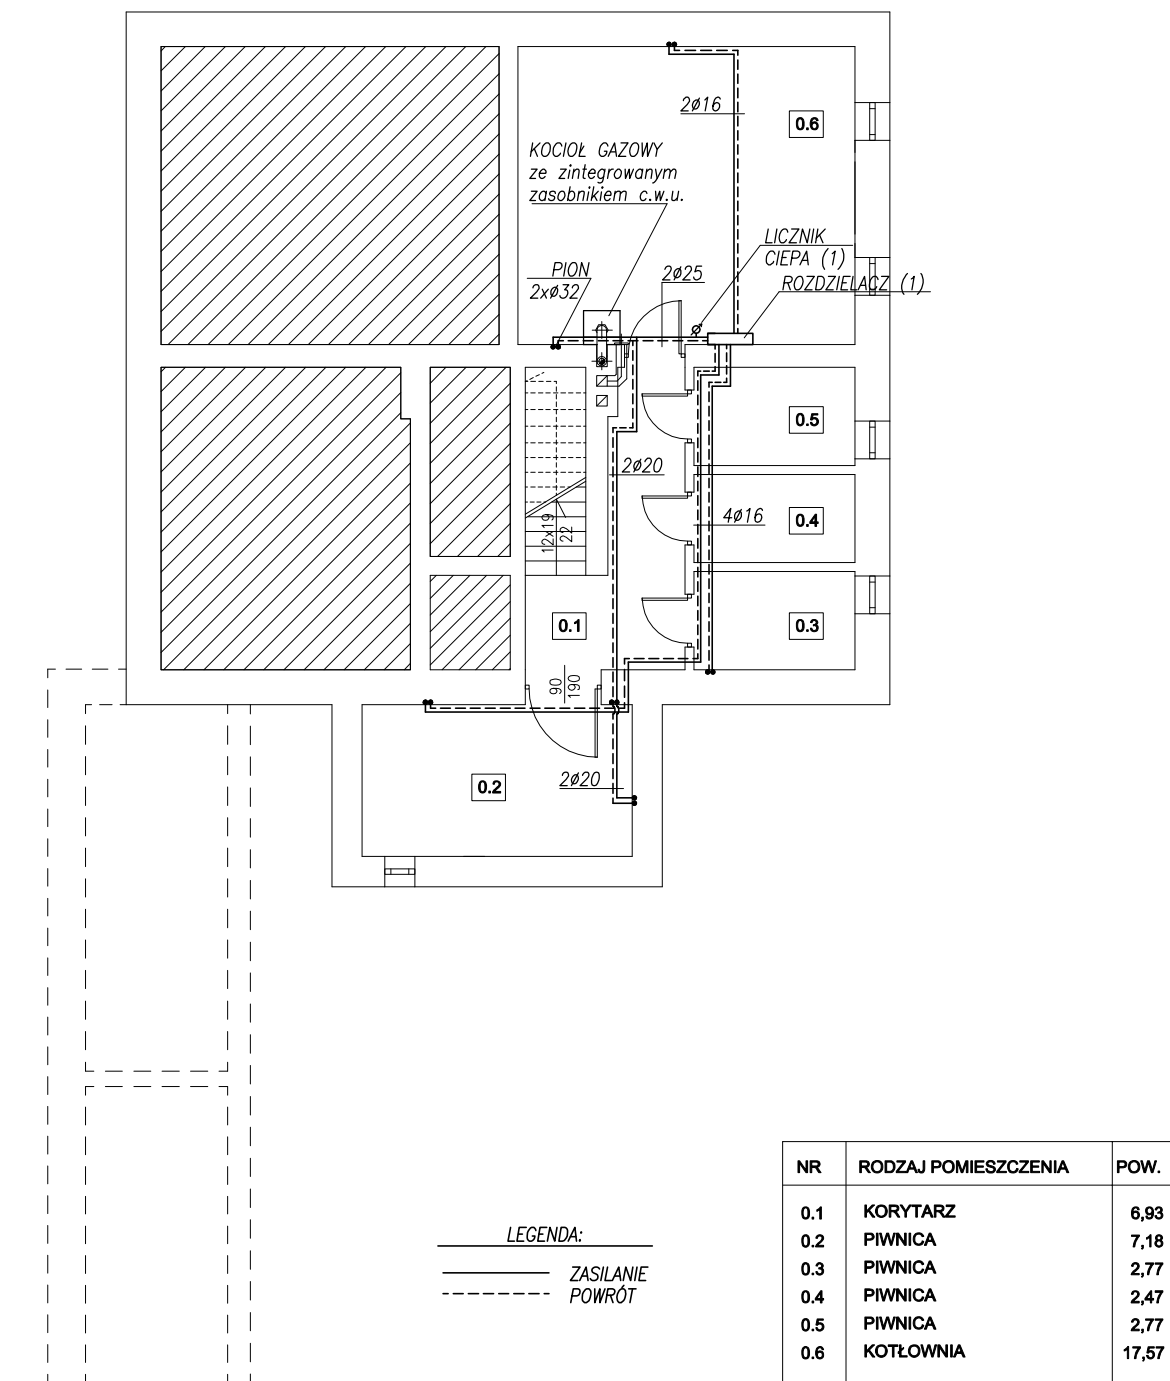 2ø16
0.6
KOCIOŁ GAZOWY
ze zintegrowanym
zasobnikiem c.w.u.
LICZNIK
CIEPA (1)
PION
2xø32
2ø25
ROZDZIELACZ (1)
0.5
2ø20
4ø16
0.4
12x19
22
0.1
0.3
90
190
0.2
2ø20
NR RODZAJ POMIESZCZENIA POW.
0.1 KORYTARZ 6,93
0.2 PIWNICA 7,18
0.3 PIWNICA 2,77
0.4 PIWNICA 2,47
0.5 PIWNICA 2,77
0.6 KOTŁOWNIA 17,57
LEGENDA:
ZASILANIE
POWRÓT